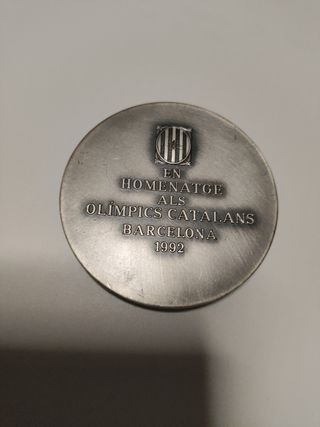 EN
HOMENATGE
ALS
OLÍMPICS CATALANS
BARCELONA
1992